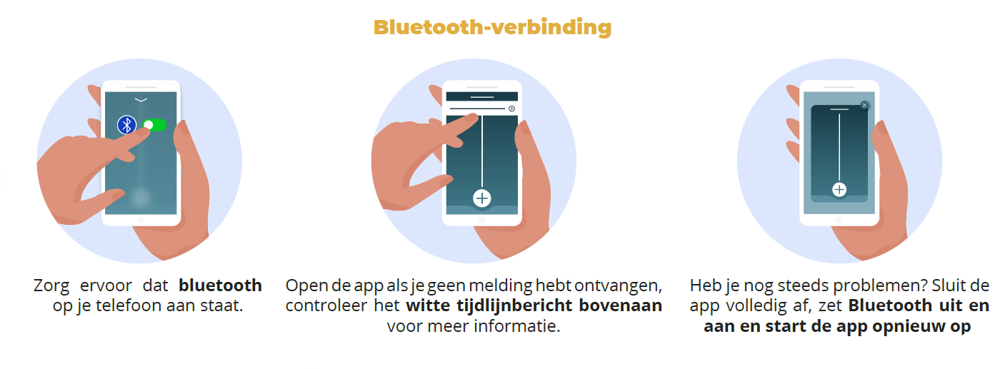 Bluetooth-verbinding
Zorg ervoor dat bluetooth
op je telefoon aan staat.
Open de app als je geen melding hebt ontvangen,
controleer het witte tijdlijnbericht bovenaan
voor meer informatie.
Heb je nog steeds problemen? Sluit de
app volledig af, zet Bluetooth uit en
aan en start de app opnieuw op